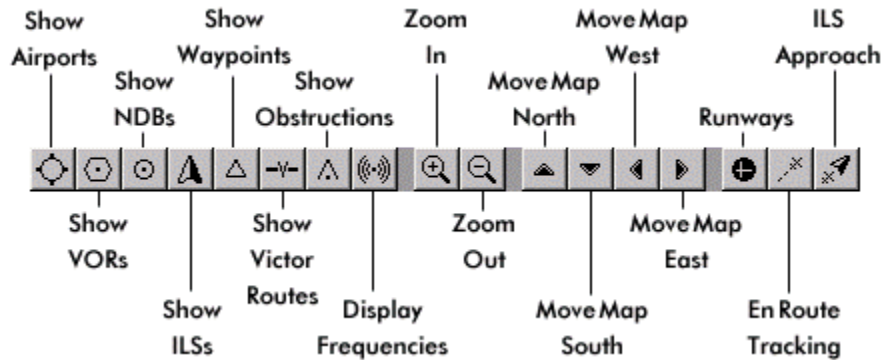 Show
Airports
Show
NDBs
Show
Waypoints
Show
Obstructions
Zoom
In
Move Map
North
Move Map
West
Runways
ILS
Approach
-V-
Show
VORs
Show
ILSs
Show
Victor
Routes
Display
Frequencies
Zoom
Out
Move Map
South
Move Map
East
En Route
Tracking